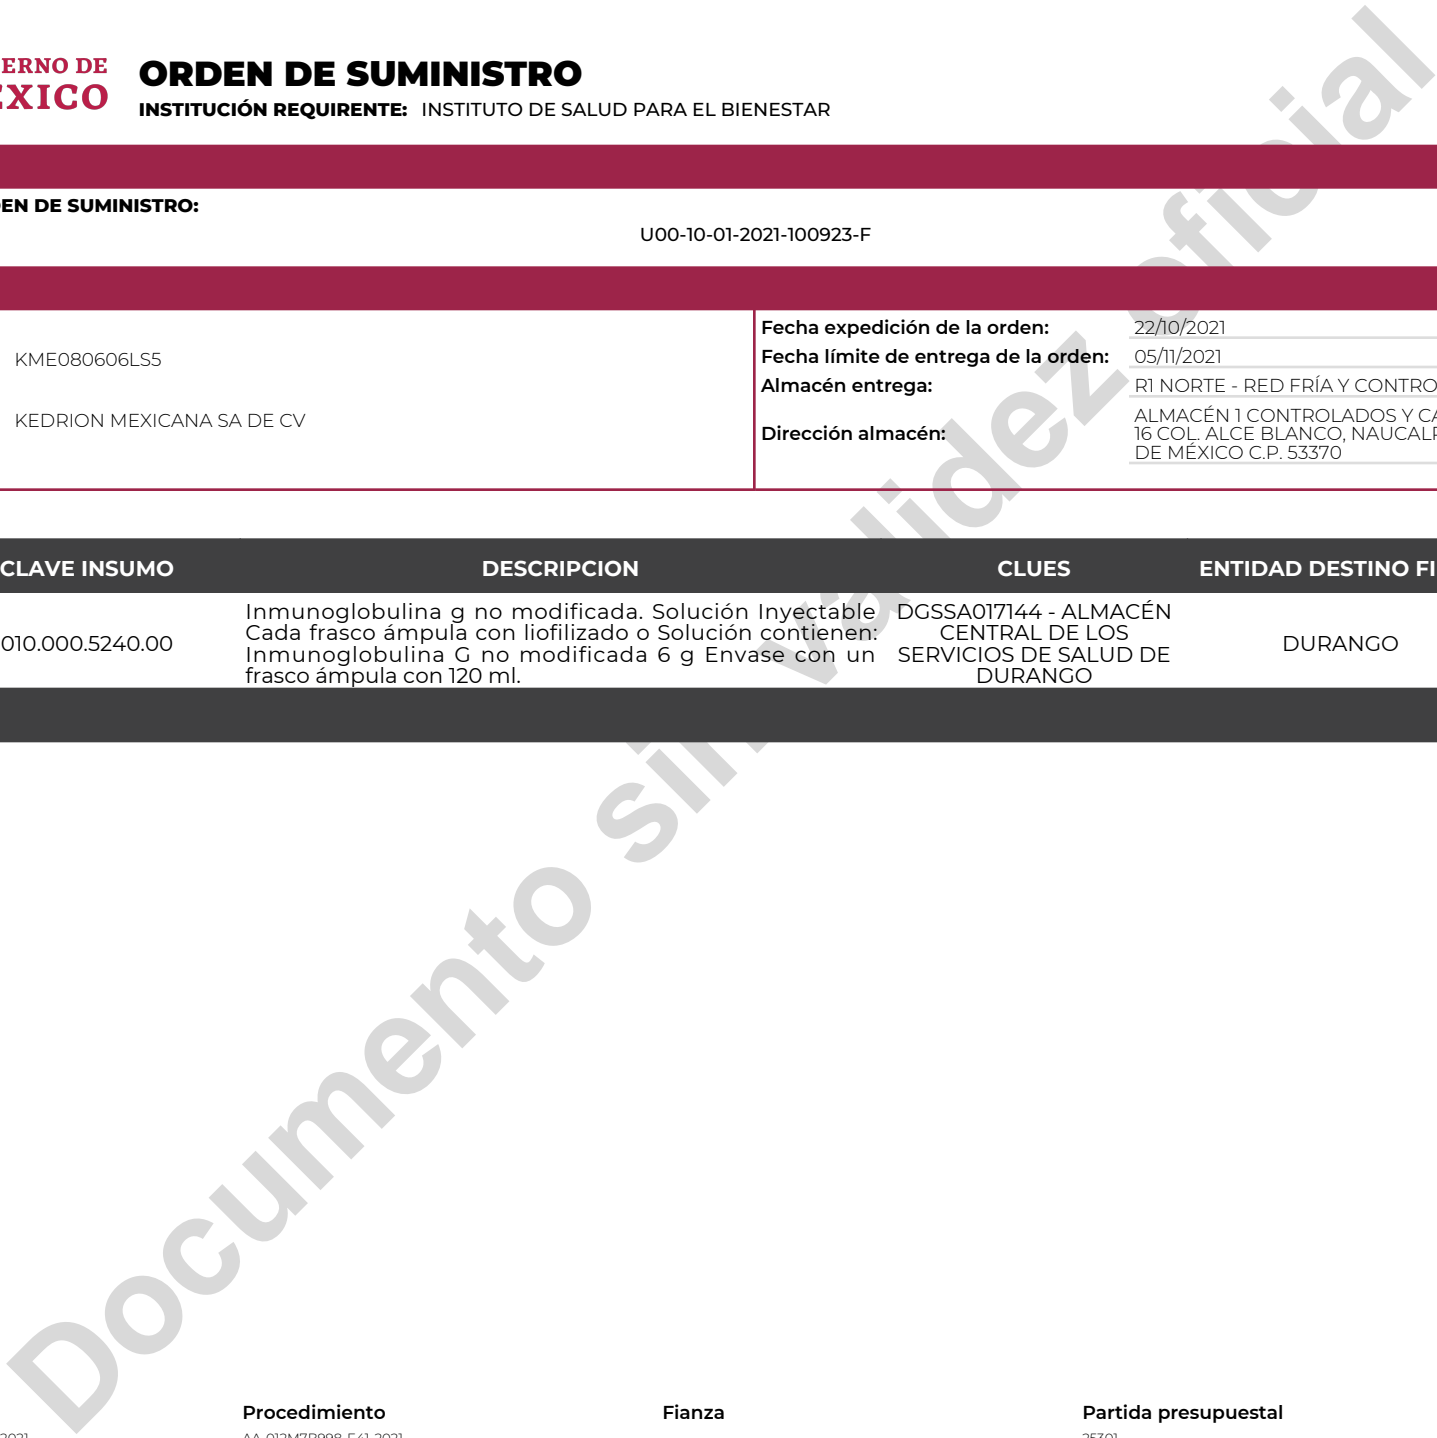 ERNO DE
ORDEN DE SUMINISTRO
XICO
INSTITUCIÓN REQUIRENTE: INSTITUTO DE SALUD PARA EL BIENESTAR
EN DE SUMINISTRO:
U00-10-01-2021-100923-F
Fecha expedición de la orden: 22/10/2021
KME080606LS5
Fecha límite de entrega de la orden: 05/11/2021
Almacén entrega: R1 NORTE - RED FRÍA Y CONTRO
KEDRION MEXICANA SA DE CV
Dirección almacén:
ALMACÉN 1 CONTROLADOS Y CA
16 COL. ALCE BLANCO, NAUCALP
DE MÉXICO C.P. 53370
CLAVE INSUMO DESCRIPCION CLUES ENTIDAD DESTINO FI
010.000.5240.00
Inmunoglobulina g no modificada. Solución Inyectable
Cada frasco ámpula con liofilizado o Solución contienen:
Inmunoglobulina G no modificada 6 g Envase con un
frasco ámpula con 120 ml.
DGSSA017144 - ALMACÉN
CENTRAL DE LOS
SERVICIOS DE SALUD DE
DURANGO
DURANGO
Documento sin validez oficial
Procedimiento Fianza Partida presupuestal